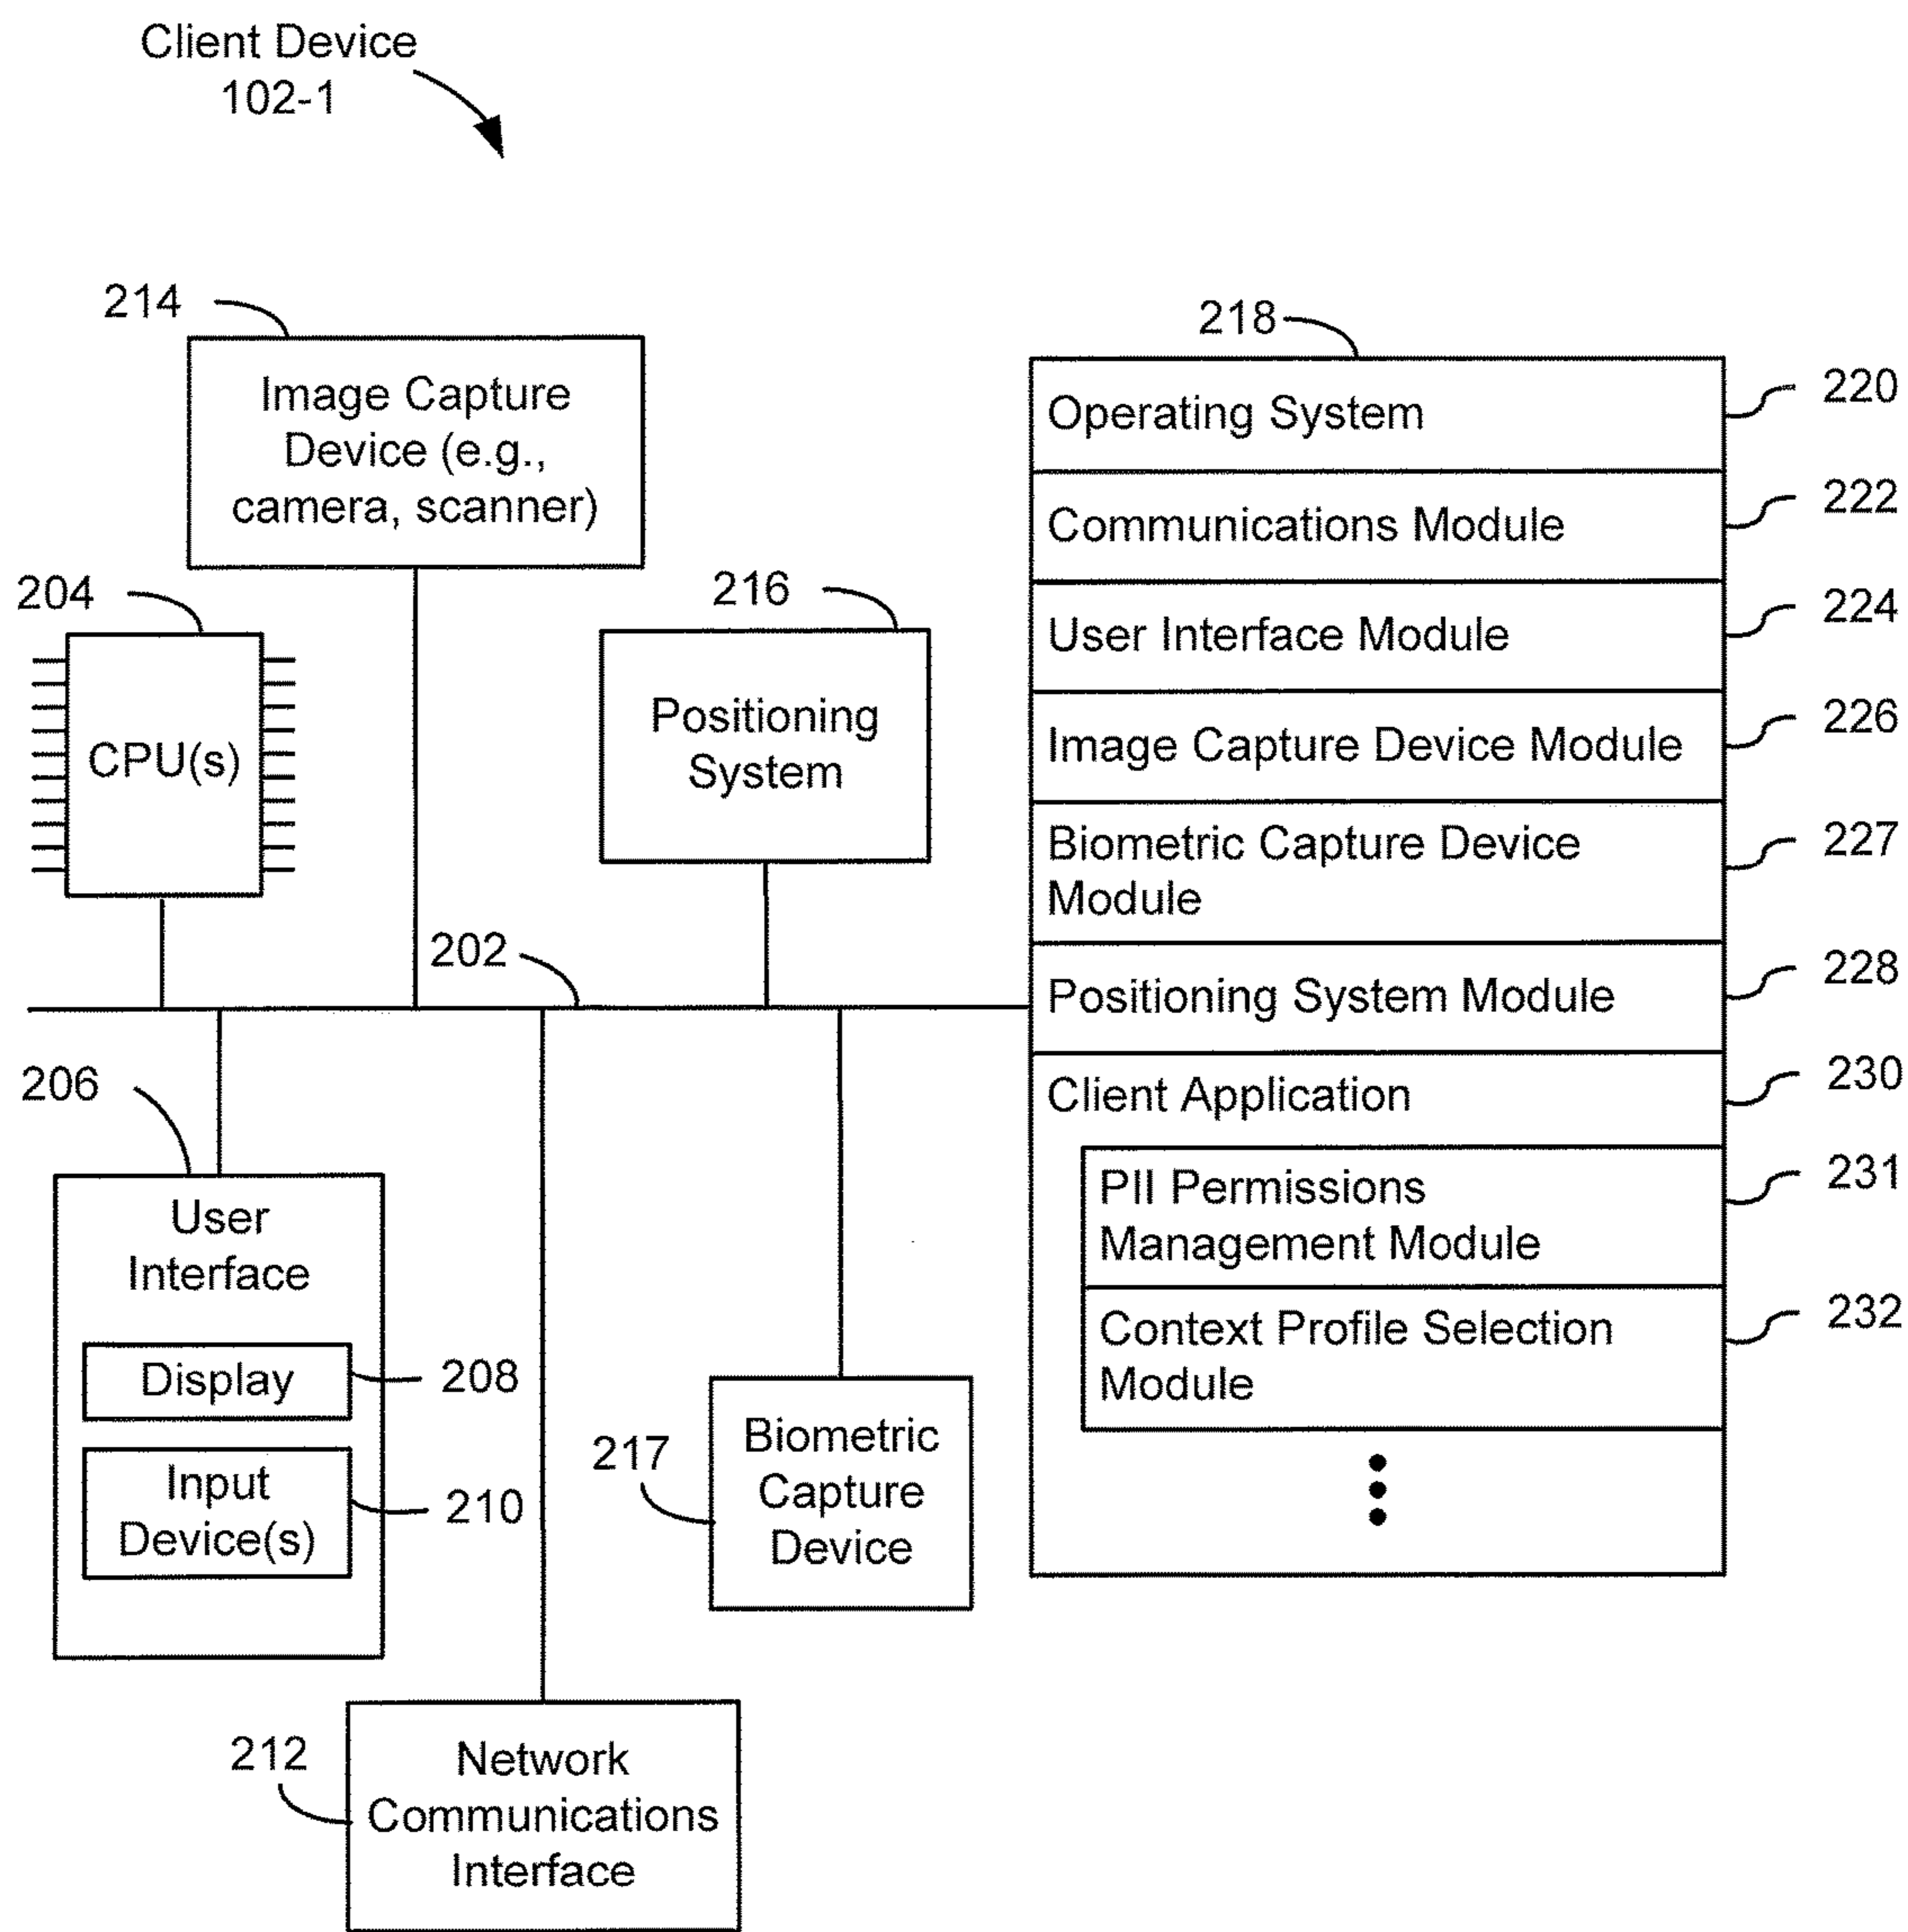 Client Device
102-1
214
Image Capture
Device (e.g.,
camera, scanner)
204
CPU(s)
216
Positioning
System
202
206
User
Interface
Display
208
Input
Device(s)
210
217
Biometric
Capture
Device
212
Network
Communications
Interface
218
Operating System
220
Communications Module
222
User Interface Module
224
Image Capture Device Module
226
Biometric Capture Device
Module
227
Positioning System Module
228
Client Application
230
PII Permissions
Management Module
231
Context Profile Selection
Module
232